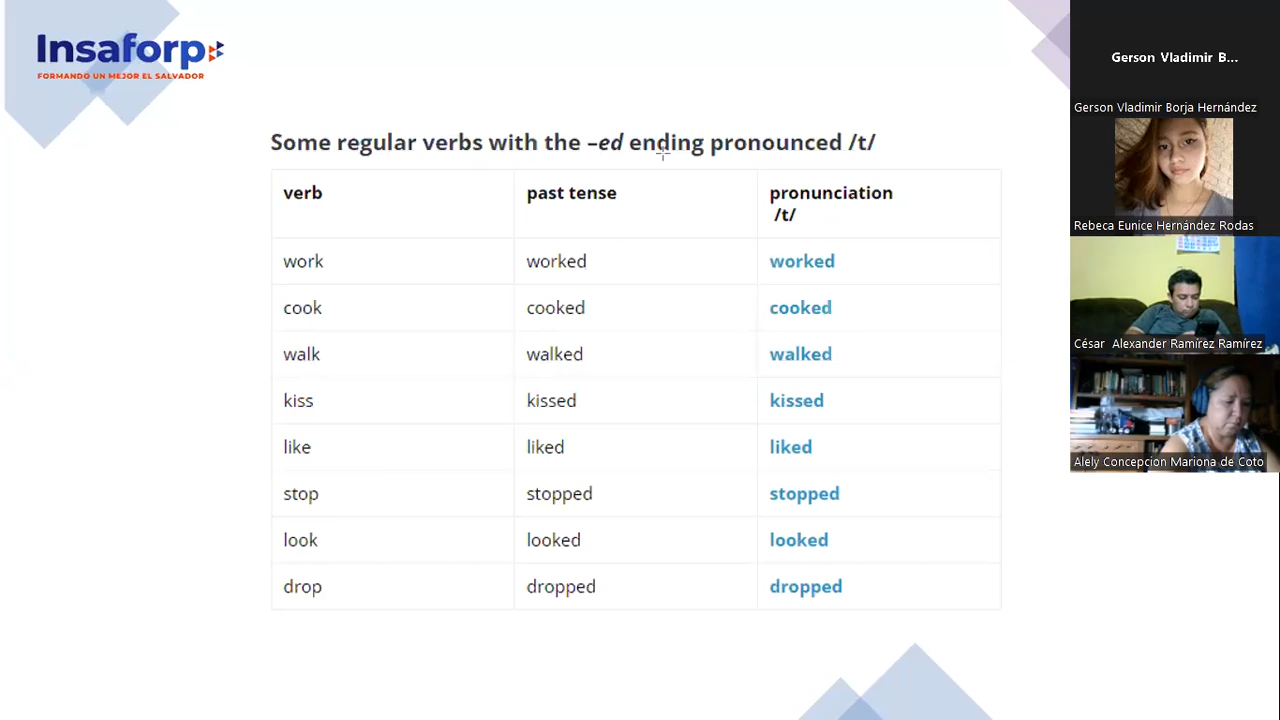 Insaforp
FORMANDO UN MEJOR EL SALVADOR
Some regular verbs with the –ed ending pronounced /t/
verb past tense pronunciation
/t/
work worked worked
cook cooked cooked
walk walked walked
kiss kissed kissed
like liked liked
stop stopped stopped
look looked looked
drop dropped dropped
Gerson Vladimir B...
Gerson Vladimir Borja Hernández
Rebeca Eunice Hernández Rodas
César Alexander Ramírez Ramírez
Alely Concepcion Mariona de Coto